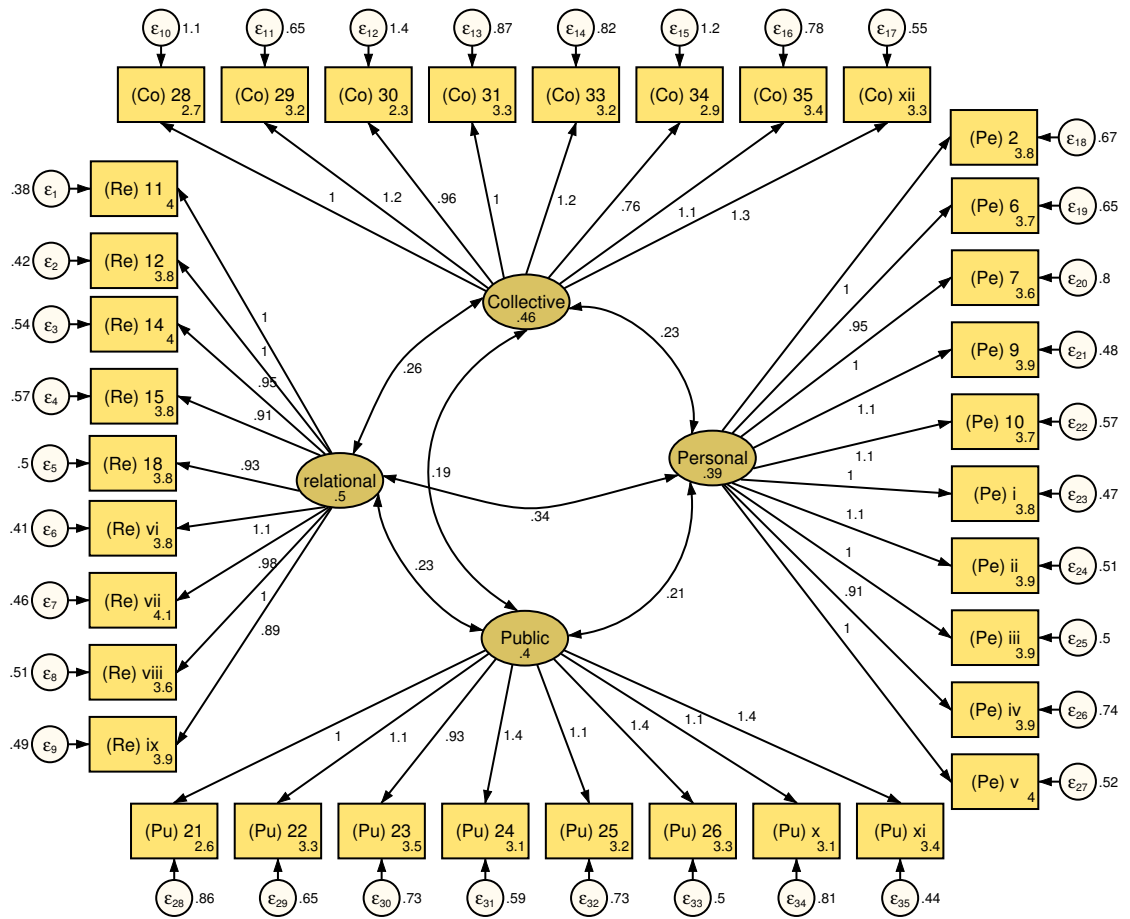 ε10 1.1 ε11 .65 ε12 1.4 ε13 .87 ε14 .82 ε15 1.2 ε16 .78 ε17 .55
(Co) 28 (Co) 29 (Co) 30 (Co) 31 (Co) 33 (Co) 34 (Co) 35 (Co) xii
2.7 3.2 2.3 3.3 3.2 2.9 3.4 3.3
1 1.2 .96 1 1.2 .76 1.1 1.3
.38 ε1 (Re) 11
4
.42 ε2 (Re) 12
3.8
.54 ε3 (Re) 14
4
.57 ε4 (Re) 15
3.8
.5 ε5 (Re) 18
3.8
.41 ε6 (Re) vi
3.8
.46 ε7 (Re) vii
4.1
.51 ε8 (Re) viii
3.6
.49 ε9 (Re) ix
3.9
1
1
.95
.91
.93
1.1
.98
1
.89
Collective
.46
relational
.5
Personal
.39
Public
.4
.26
.23
.19
.34
.23
.21
1
.95
1
1.1
1.1
1
1.1
1
.91
1
(Pe) 2 ε18 .67
3.8
(Pe) 6 ε19 .65
3.7
(Pe) 7 ε20 .8
3.6
(Pe) 9 ε21 .48
3.9
(Pe) 10 ε22 .57
3.7
(Pe) i ε23 .47
3.8
(Pe) ii ε24 .51
3.9
(Pe) iii ε25 .5
3.9
(Pe) iv ε26 .74
3.9
(Pe) v ε27 .52
4
1 1.1 .93 1.4 1.1 1.4 1.1 1.4
(Pu) 21 (Pu) 22 (Pu) 23 (Pu) 24 (Pu) 25 (Pu) 26 (Pu) x (Pu) xi
2.6 3.3 3.5 3.1 3.2 3.3 3.1 3.4
ε28 .86 ε29 .65 ε30 .73 ε31 .59 ε32 .73 ε33 .5 ε34 .81 ε35 .44